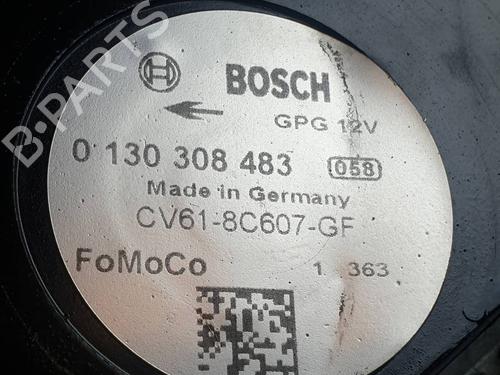 B-PARTS
BOSCH
GPG 12V
0 130 308 483 058
Made in Germany
CV61-8C607-GF
FoMoCo 1 363